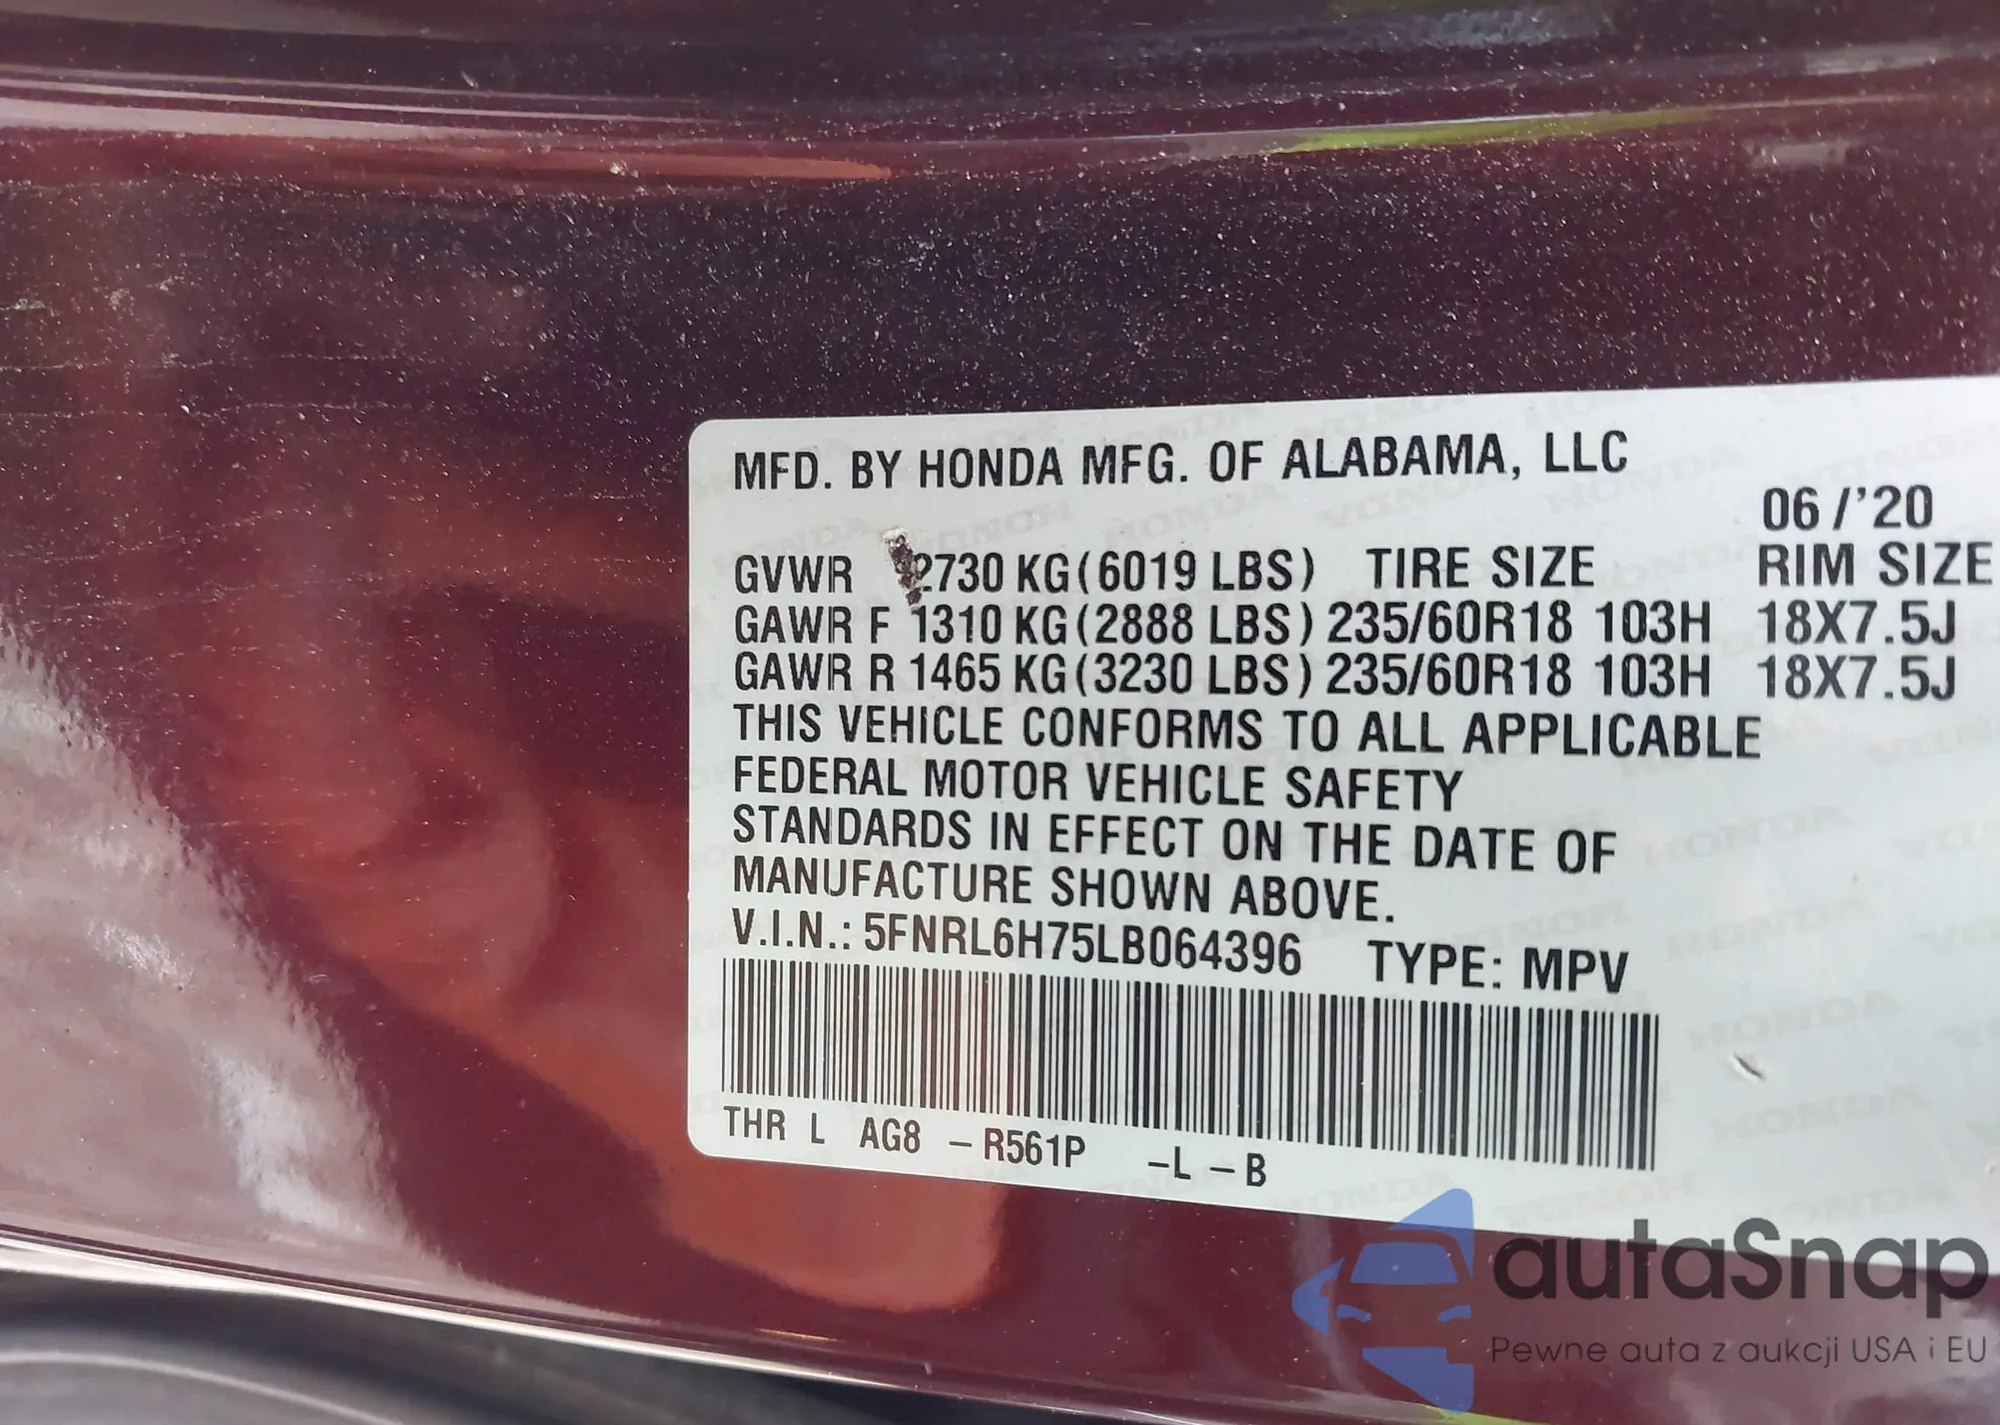 MFD. BY HONDA MFG. OF ALABAMA, LLC
06/'20
GVWR 2730 KG(6019 LBS) TIRE SIZE RIM SIZE
GAWR F 1310 KG(2888 LBS) 235/60R18 103H 18X7.5J
GAWR R 1465 KG(3230 LBS) 235/60R18 103H 18X7.5J
THIS VEHICLE CONFORMS TO ALL APPLICABLE
FEDERAL MOTOR VEHICLE SAFETY
STANDARDS IN EFFECT ON THE DATE OF
MANUFACTURE SHOWN ABOVE.
V.I.N.: 5FNRL6H75LB064396 TYPE: MPV
THR L AG8 – R561P –L – B
autaSnap
Pewne auta z aukcji USA i EU